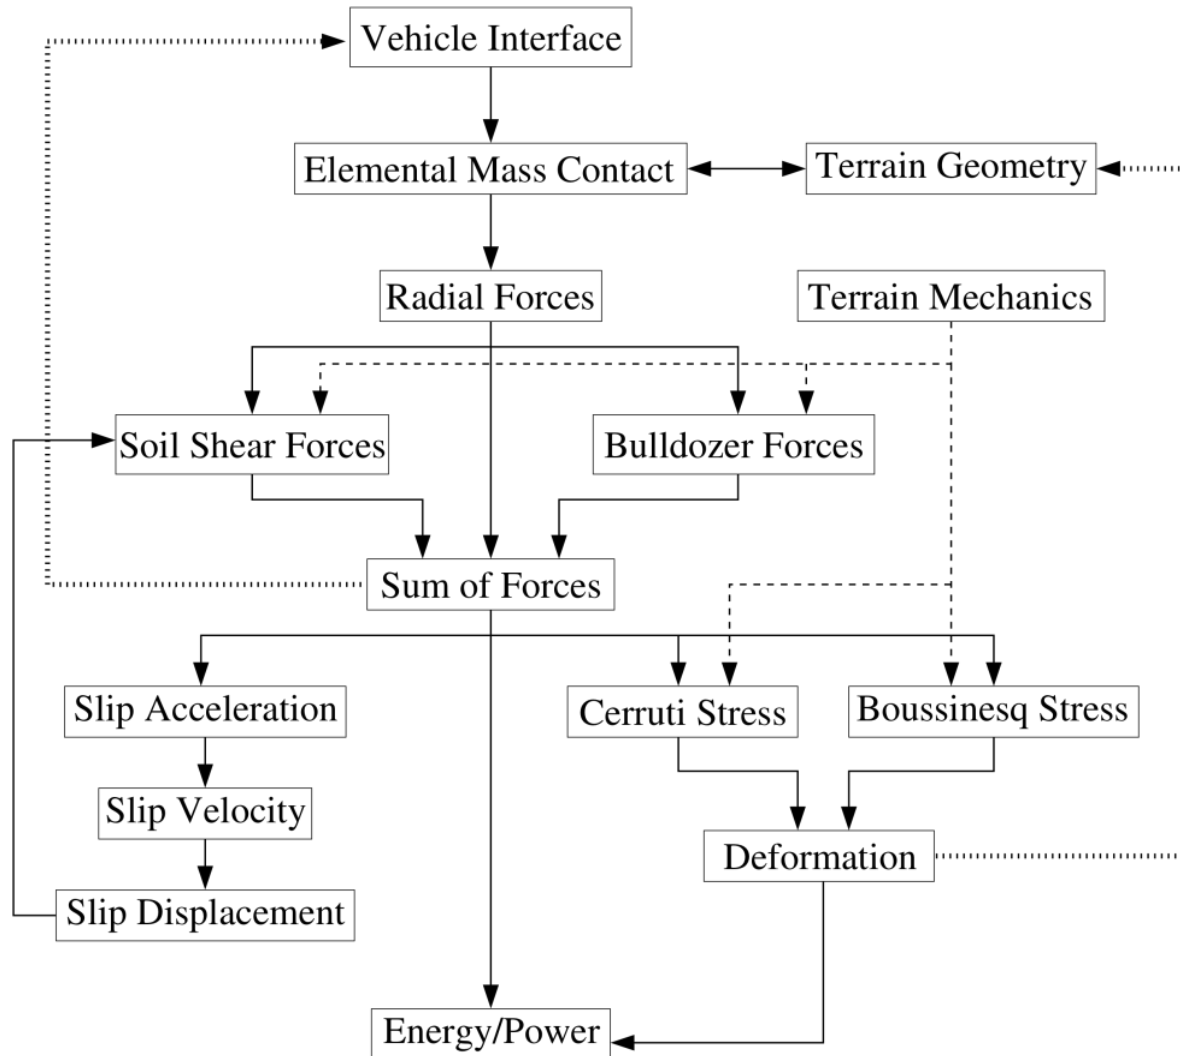 Vehicle Interface
Elemental Mass Contact
Terrain Geometry
Radial Forces
Terrain Mechanics
Soil Shear Forces
Bulldozer Forces
Sum of Forces
Slip Acceleration
Cerruti Stress
Boussinesq Stress
Slip Velocity
Deformation
Slip Displacement
Energy/Power